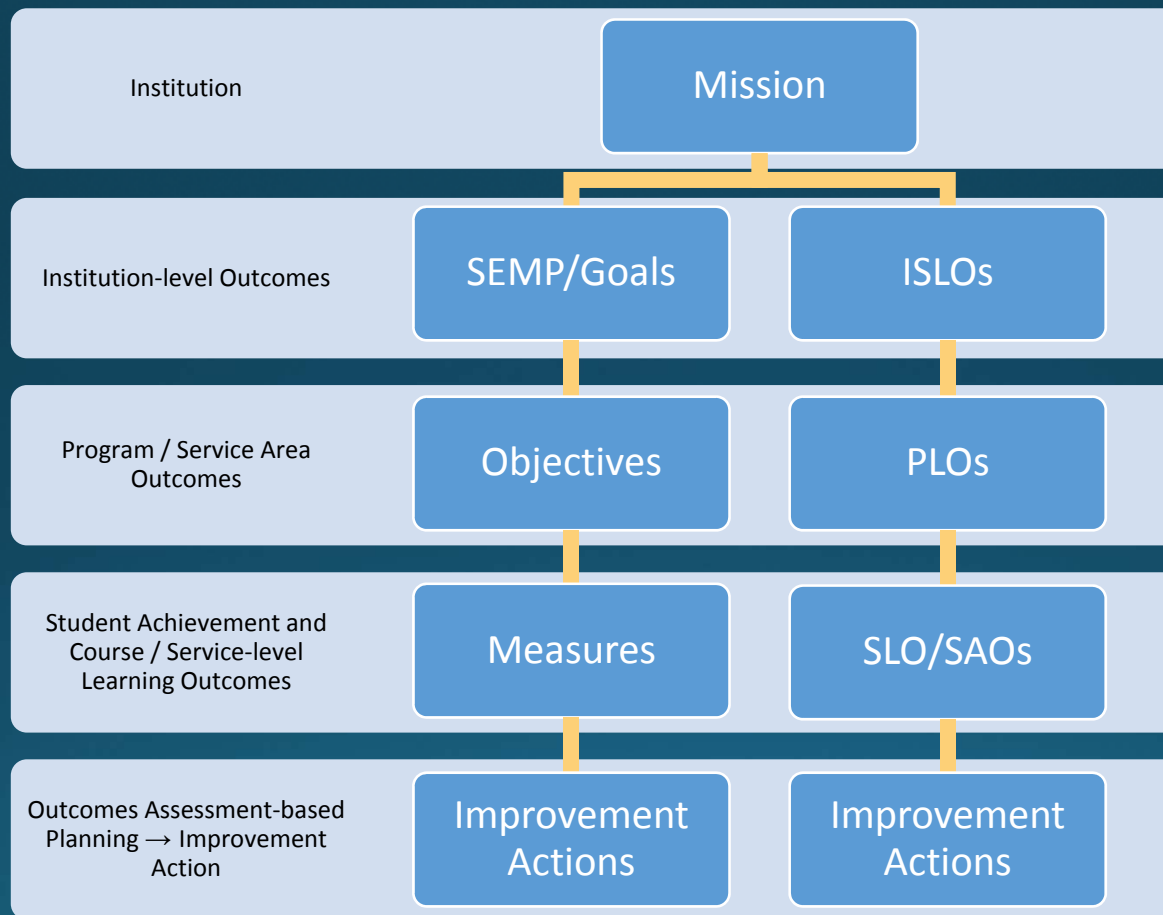 Institution
Mission
Institution-level Outcomes
SEMP/Goals
ISLOs
Program / Service Area
Outcomes
Objectives
PLOs
Student Achievement and
Course / Service-level
Learning Outcomes
Measures
SLO/SAOs
Outcomes Assessment-based
Planning → Improvement
Action
Improvement
Actions
Improvement
Actions